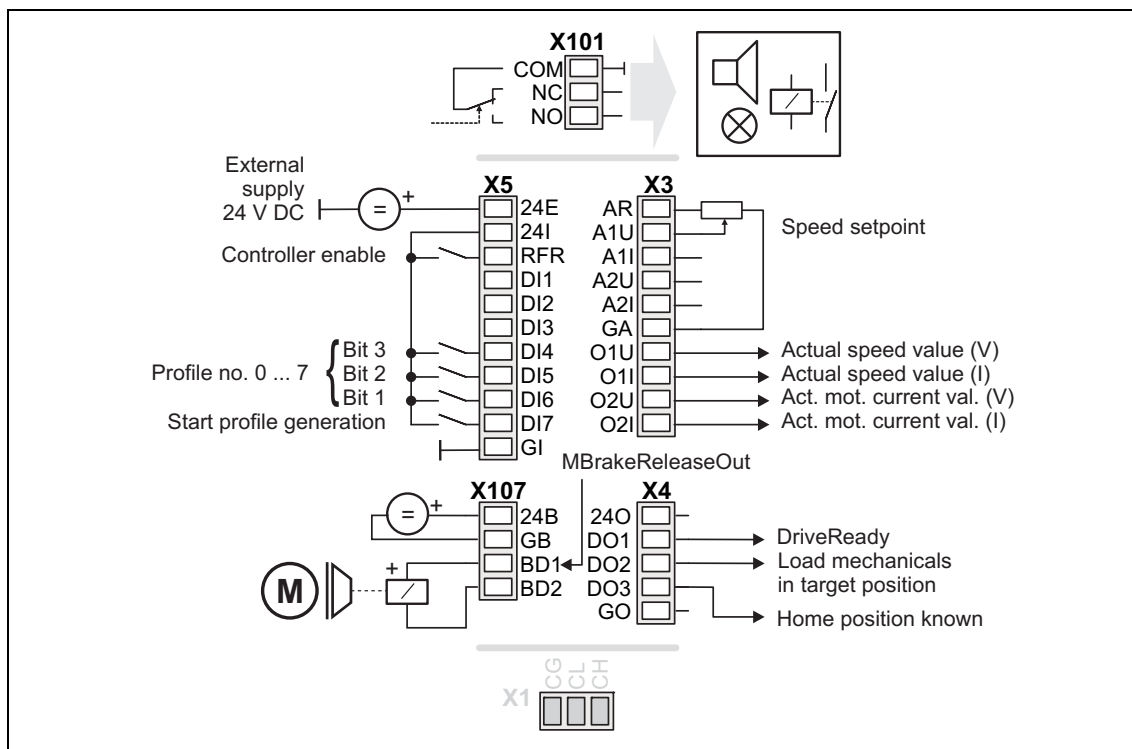 X101
COM
NC
NO
External
supply
24 V DC
=
+
Controller enable
Profile no. 0 ... 7
{
Bit 3
Bit 2
Bit 1
Start profile generation
X5
24E
24I
RFR
DI1
DI2
DI3
DI4
DI5
DI6
DI7
GI
X3
AR
A1U
A1I
A2U
A2I
GA
O1U
O1I
O2U
O2I
Speed setpoint
Actual speed value (V)
Actual speed value (I)
Act. mot. current val. (V)
Act. mot. current val. (I)
MBrakeReleaseOut
X107
=
+
24B
GB
BD1
BD2
M
+
X4
24O
DO1
DO2
DO3
GO
DriveReady
Load mechanicals
in target position
Home position known
X1
CG
CL
CH